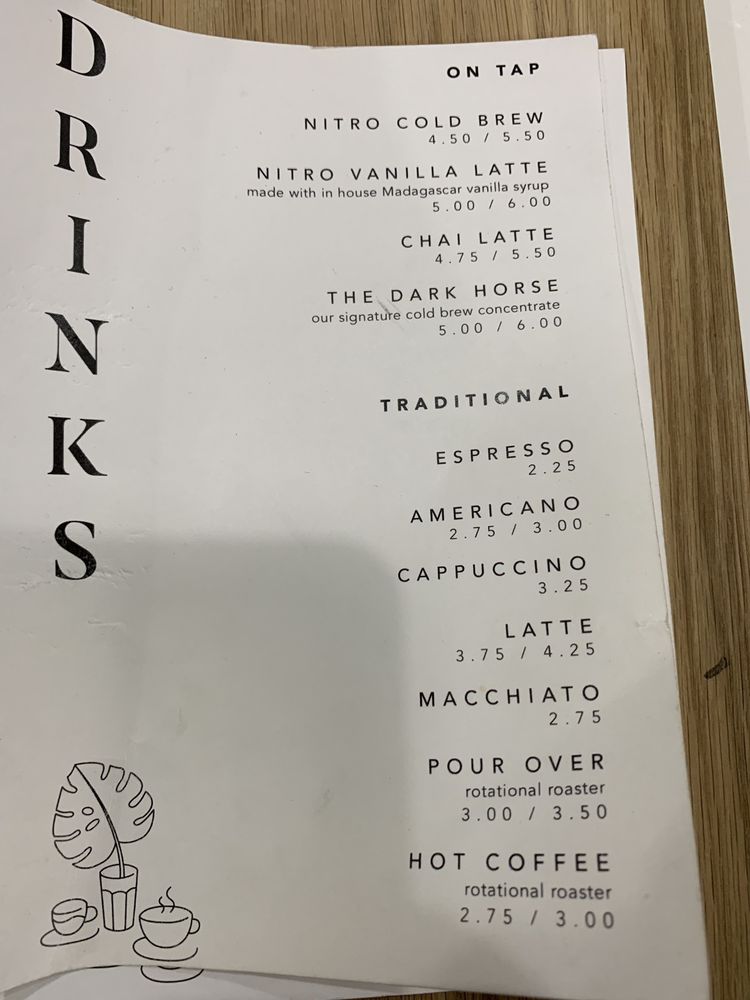 DRINKS
ON TAP
NITRO COLD BREW
4.50 / 5.50
NITRO VANILLA LATTE
made with in house Madagascar vanilla syrup
5.00 / 6.00
CHAI LATTE
4.75 / 5.50
THE DARK HORSE
our signature cold brew concentrate
5.00 / 6.00
TRADITIONAL
ESPRESSO
2.25
AMERICANO
2.75 / 3.00
CAPPUCCINO
3.25
LATTE
3.75 / 4.25
MACCHIATO
2.75
POUR OVER
rotational roaster
3.00 / 3.50
HOT COFFEE
rotational roaster
2.75 / 3.00